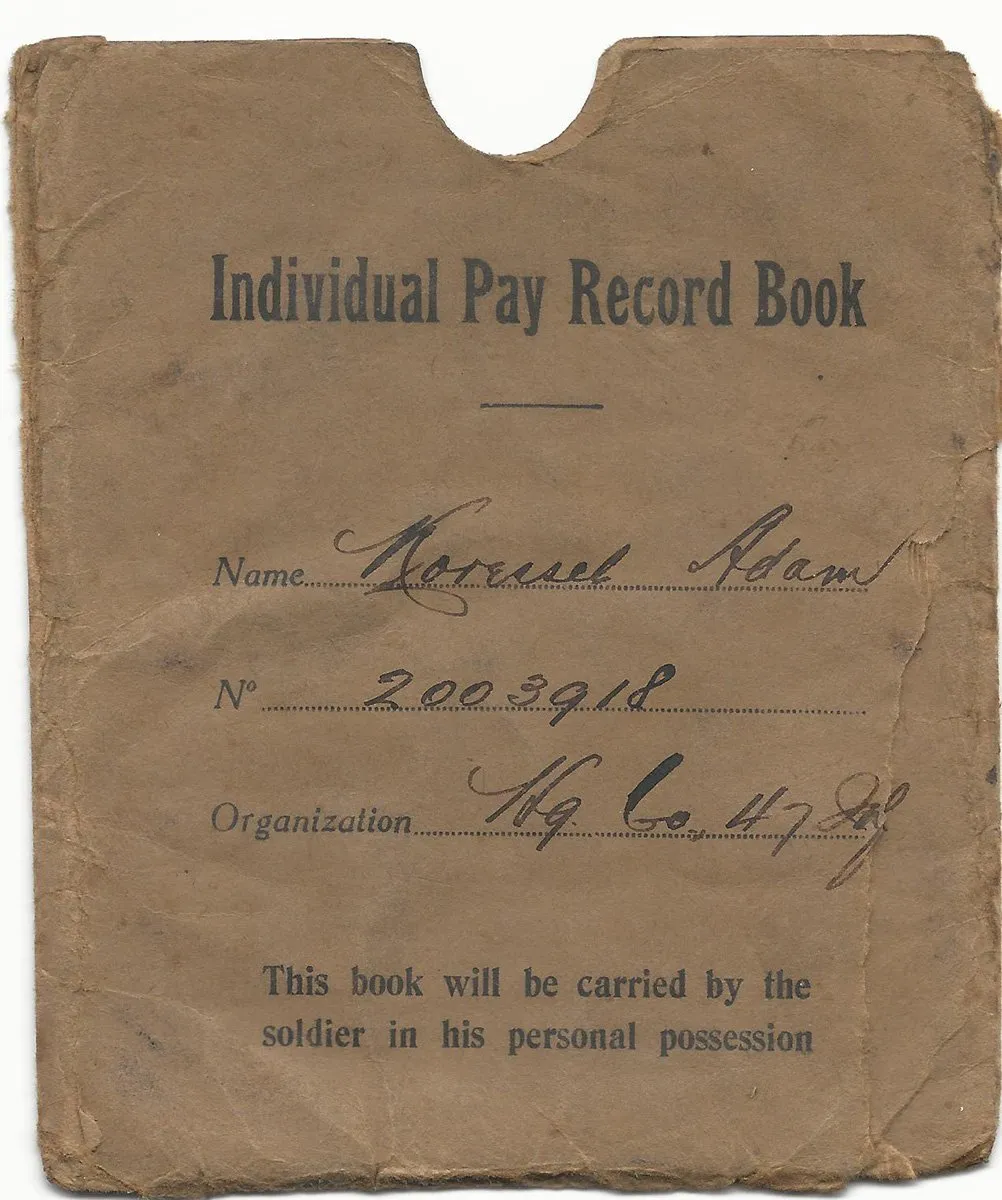 Individual Pay Record Book
Name Koressel Adam
Nº 2003918
Organization Hq. Co. 47 Inf
This book will be carried by the
soldier in his personal possession